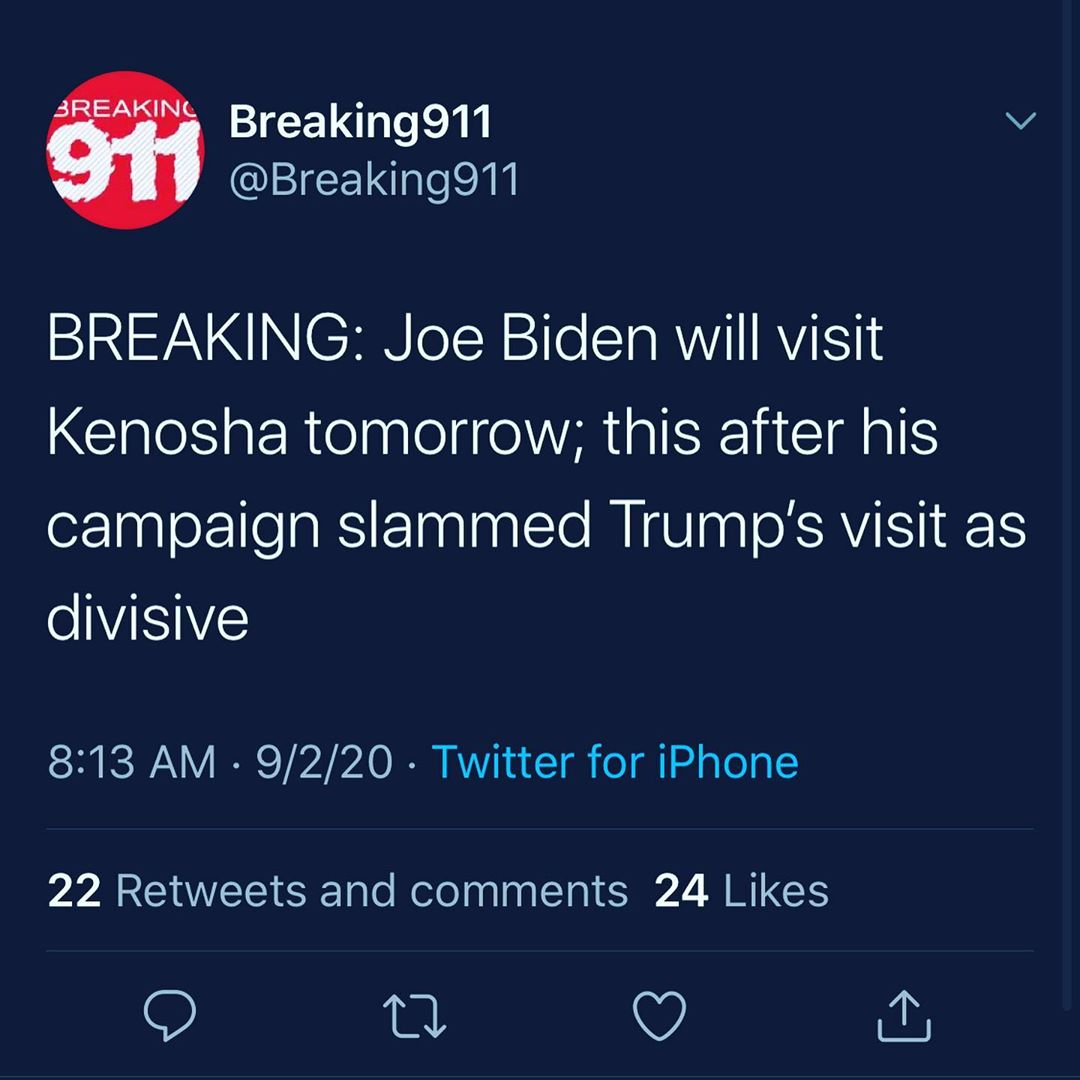 BREAKING
911
Breaking911
@Breaking911
BREAKING: Joe Biden will visit
Kenosha tomorrow; this after his
campaign slammed Trump's visit as
divisive
8:13 AM · 9/2/20 · Twitter for iPhone
22 Retweets and comments 24 Likes